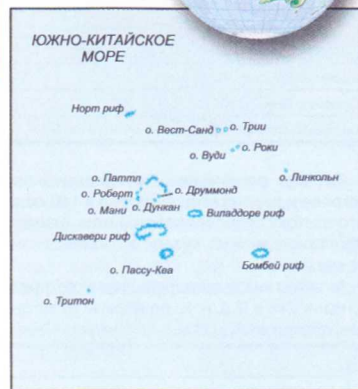 ЮЖНО-КИТАЙСКОЕ
МОРЕ
Норт риф
о. Вест-Санд
о. Трии
о. Вуди
о. Роки
о. Линкольн
о. Паттл
о. Роберт
о. Друммонд
о. Мани
о. Дункан
Виладдоре риф
Дискавери риф
о. Пассу-Кеа
Бомбей риф
о. Тритон